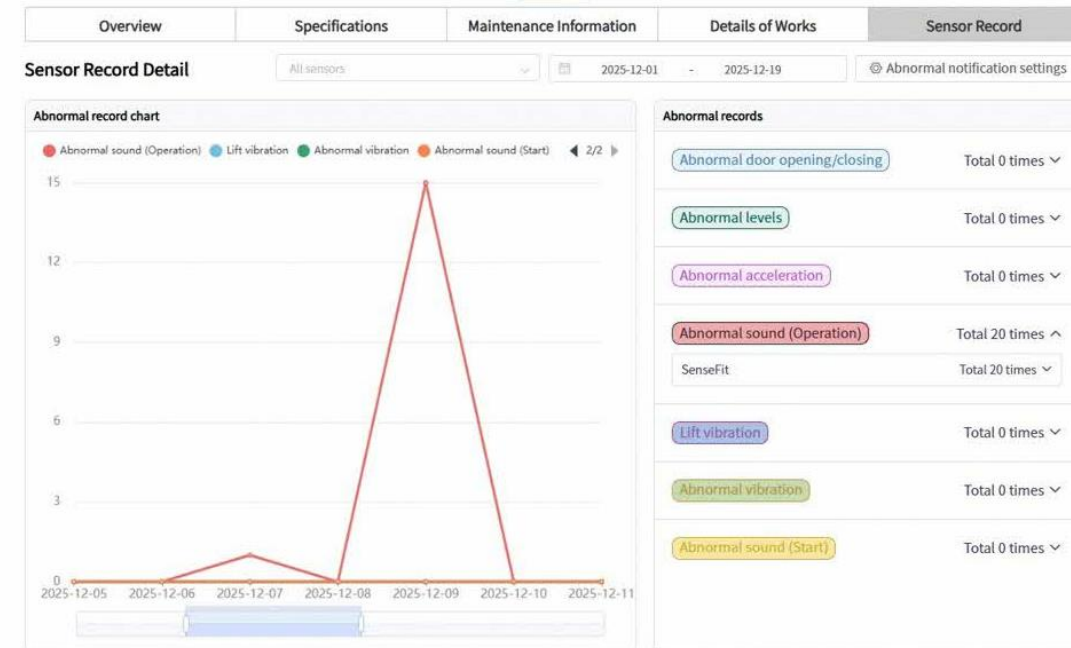 Overview Specifications Maintenance Information Details of Works Sensor Record
Sensor Record Detail All sensors 2025-12-01 - 2025-12-19 Abnormal notification settings
Abnormal record chart
Abnormal sound (Operation) Lift vibration Abnormal vibration Abnormal sound (Start) 2/2
15
12
9
6
3
0
2025-12-05 2025-12-06 2025-12-07 2025-12-08 2025-12-09 2025-12-10 2025-12-11
Abnormal records
Abnormal door opening/closing Total 0 times
Abnormal levels Total 0 times
Abnormal acceleration Total 0 times
Abnormal sound (Operation) Total 20 times
SenseFit Total 20 times
Lift vibration Total 0 times
Abnormal vibration Total 0 times
Abnormal sound (Start) Total 0 times